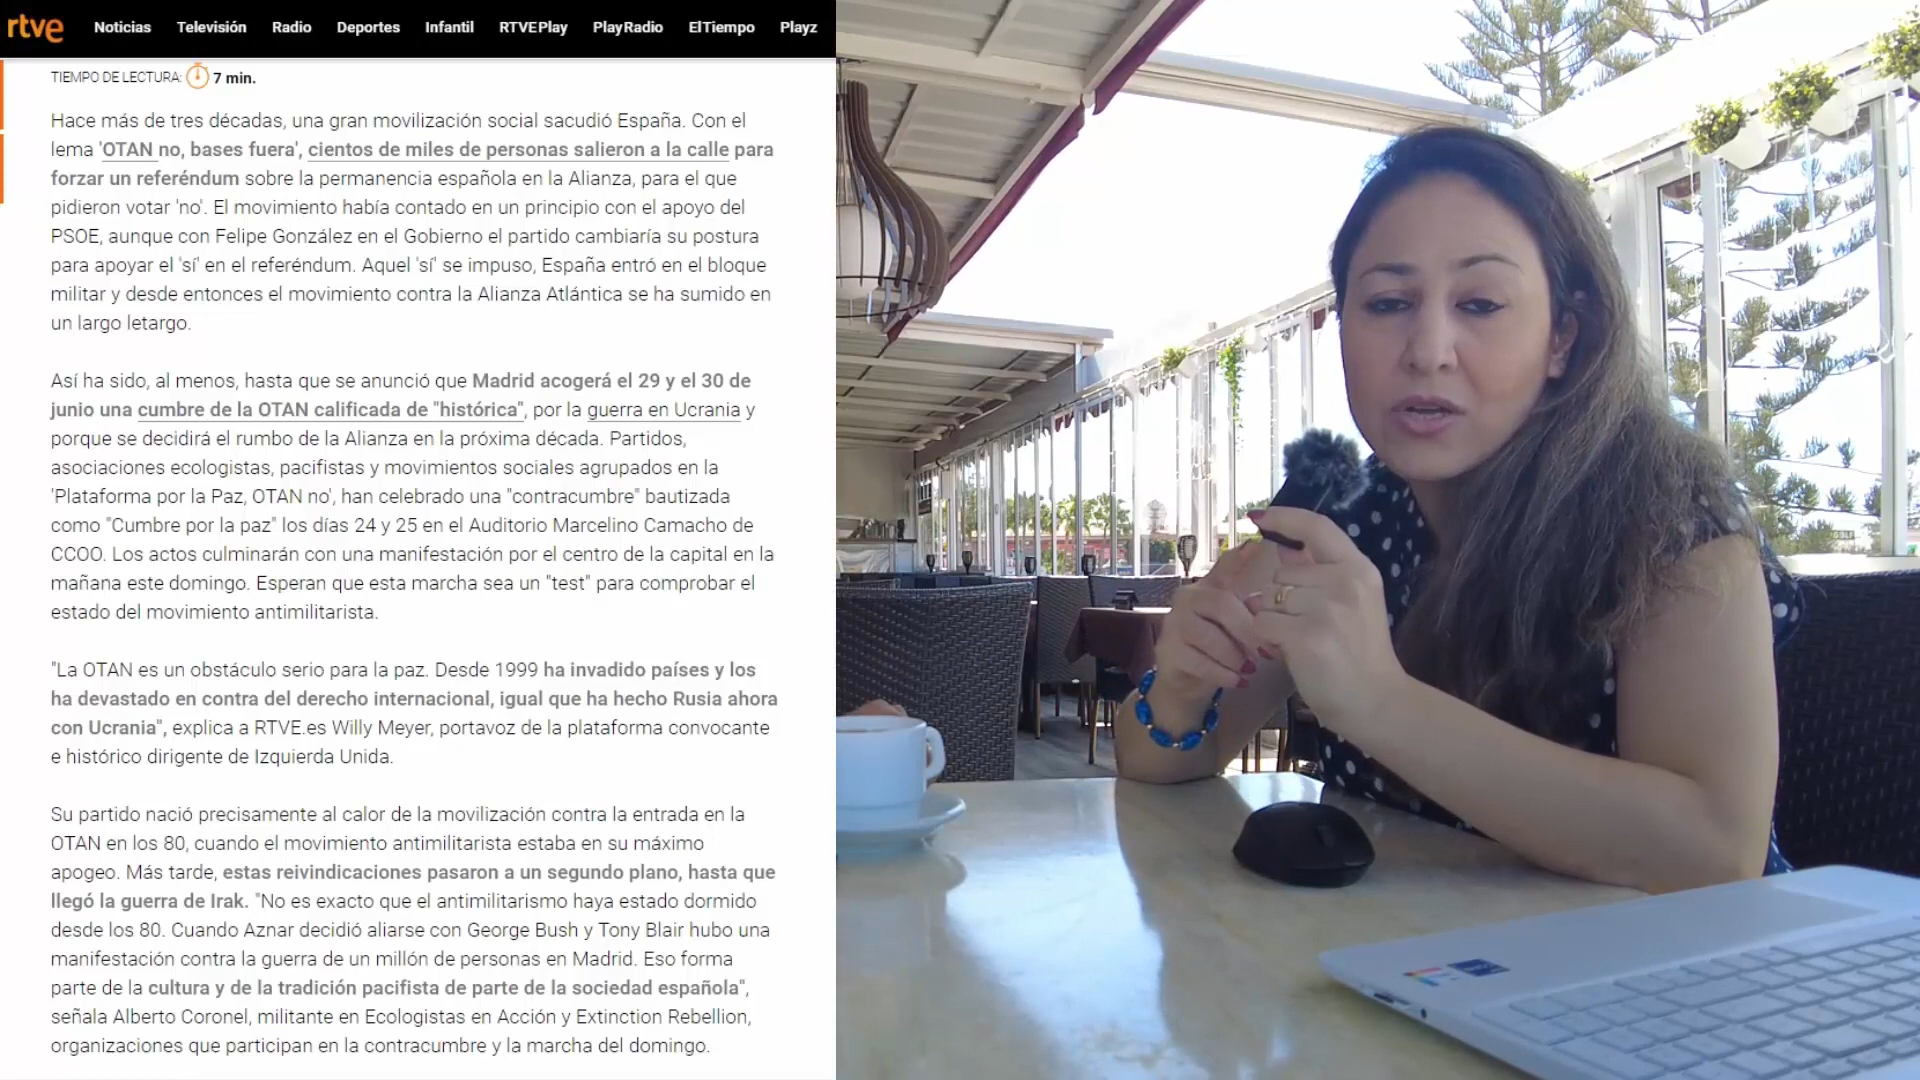 rtve Noticias Televisión Radio Deportes Infantil RTVEPlay PlayRadio ElTiempo Playz
TIEMPO DE LECTURA: 7 min.
Hace más de tres décadas, una gran movilización social sacudió España. Con el
lema 'OTAN no, bases fuera', cientos de miles de personas salieron a la calle para
forzar un referéndum sobre la permanencia española en la Alianza, para el que
pidieron votar 'no'. El movimiento había contado en un principio con el apoyo del
PSOE, aunque con Felipe González en el Gobierno el partido cambiaría su postura
para apoyar el 'sí' en el referéndum. Aquel 'sí' se impuso, España entró en el bloque
militar y desde entonces el movimiento contra la Alianza Atlántica se ha sumido en
un largo letargo.
Así ha sido, al menos, hasta que se anunció que Madrid acogerá el 29 y el 30 de
junio una cumbre de la OTAN calificada de "histórica", por la guerra en Ucrania y
porque se decidirá el rumbo de la Alianza en la próxima década. Partidos,
asociaciones ecologistas, pacifistas y movimientos sociales agrupados en la
'Plataforma por la Paz, OTAN no', han celebrado una "contracumbre" bautizada
como "Cumbre por la paz" los días 24 y 25 en el Auditorio Marcelino Camacho de
CCOO. Los actos culminarán con una manifestación por el centro de la capital en la
mañana este domingo. Esperan que esta marcha sea un "test" para comprobar el
estado del movimiento antimilitarista.
"La OTAN es un obstáculo serio para la paz. Desde 1999 ha invadido países y los
ha devastado en contra del derecho internacional, igual que ha hecho Rusia ahora
con Ucrania", explica a RTVE.es Willy Meyer, portavoz de la plataforma convocante
e histórico dirigente de Izquierda Unida.
Su partido nació precisamente al calor de la movilización contra la entrada en la
OTAN en los 80, cuando el movimiento antimilitarista estaba en su máximo
apogeo. Más tarde, estas reivindicaciones pasaron a un segundo plano, hasta que
llegó la guerra de Irak. "No es exacto que el antimilitarismo haya estado dormido
desde los 80. Cuando Aznar decidió aliarse con George Bush y Tony Blair hubo una
manifestación contra la guerra de un millón de personas en Madrid. Eso forma
parte de la cultura y de la tradición pacifista de parte de la sociedad española",
señala Alberto Coronel, militante en Ecologistas en Acción y Extinction Rebellion,
organizaciones que participan en la contracumbre y la marcha del domingo.